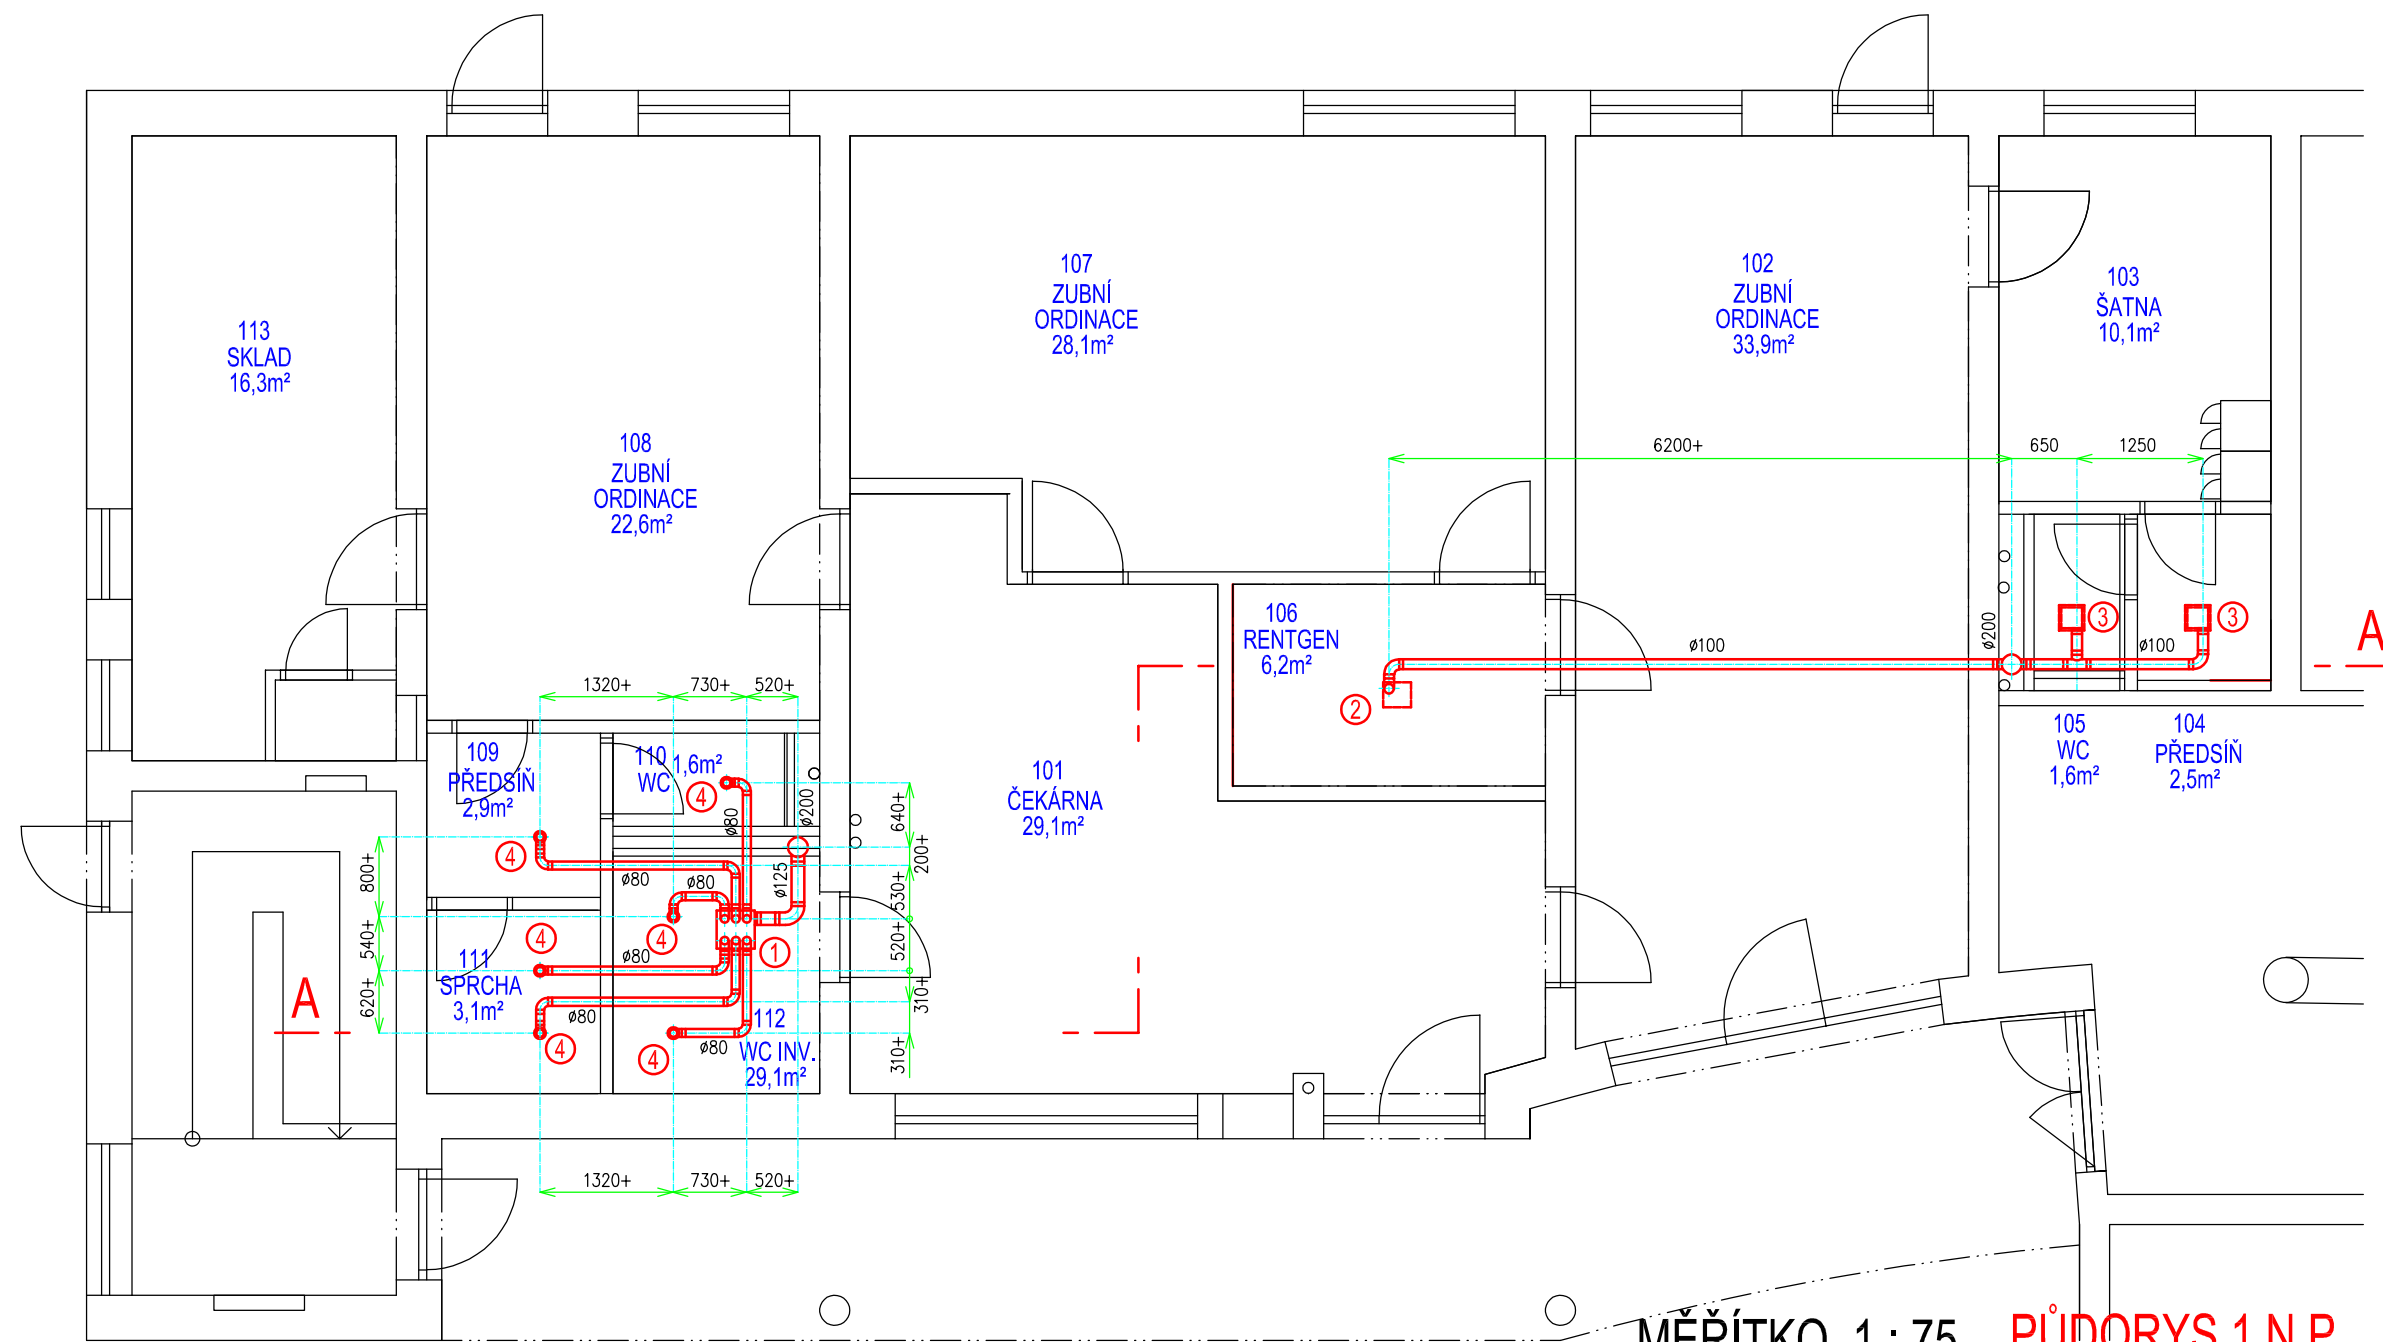 107
ZUBNÍ
ORDINACE
28,1m²
102
ZUBNÍ
ORDINACE
33,9m²
103
ŠATNA
10,1m²
113
SKLAD
16,3m²
108
ZUBNÍ
ORDINACE
22,6m²
6200+
650
1250
106
RENTGEN
6,2m²
3
3
ø200
ø100
ø100
A
2
1320+
730+
520+
109
PŘEDSÍŇ
2,9m²
110
1,6m²
WC
4
ø80
ø200
640+
200+
101
ČEKÁRNA
29,1m²
105
WC
1,6m²
104
PŘEDSÍŇ
2,5m²
800+
4
ø80
ø80
ø125
530+
540+
4
4
1
520+
ø80
111
SPRCHA
3,1m²
A
620+
ø80
310+
112
WC INV.
29,1m²
4
4
ø80
310+
1320+
730+
520+
MĚŘÍTKO 1 : 75
PŮDORYS 1.N.P.